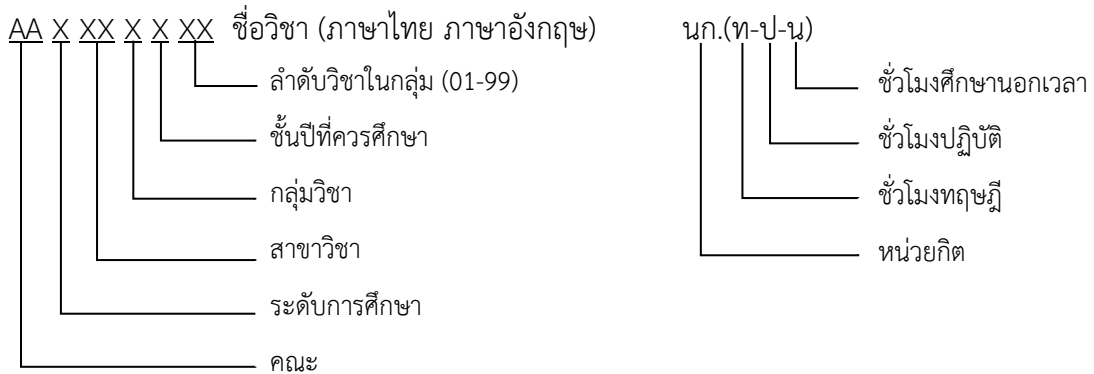 AA X XX X X XX ชื่อวิชา (ภาษาไทย ภาษาอังกฤษ) นก.(ท-ป-น)
ลำดับวิชาในกลุ่ม (01-99) ชั่วโมงศึกษานอกเวลา
ชั้นปีที่ควรศึกษา ชั่วโมงปฏิบัติ
กลุ่มวิชา ชั่วโมงทฤษฎี
สาขาวิชา หน่วยกิต
ระดับการศึกษา
คณะ